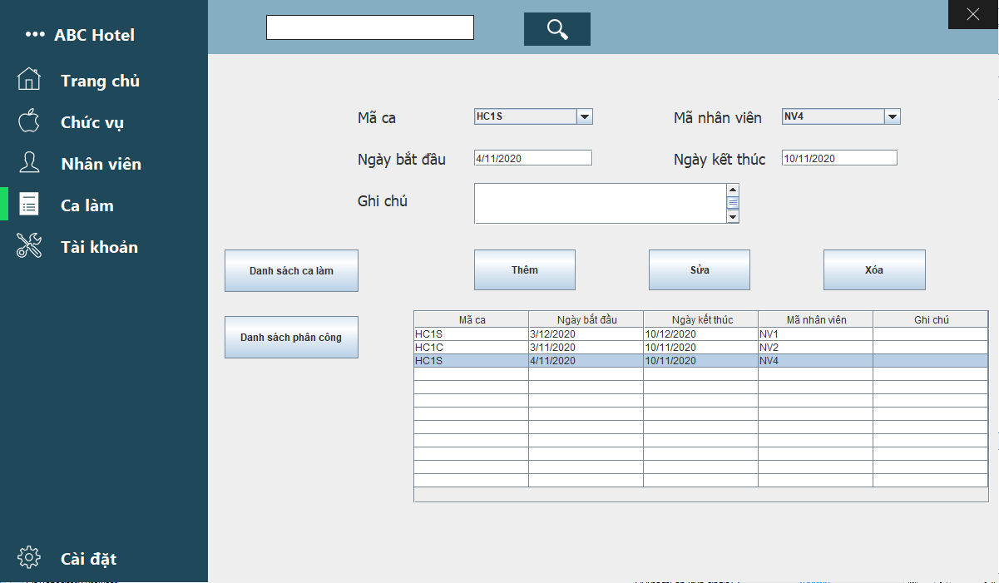 ABC Hotel
Trang chủ
Chức vụ
Nhân viên
Ca làm
Tài khoản
Cài đặt
Mã ca HC1S Mã nhân viên NV4
Ngày bắt đầu 4/11/2020 Ngày kết thúc 10/11/2020
Ghi chú
Danh sách ca làm Thêm Sửa Xóa
Danh sách phân công
Mã ca Ngày bắt đầu Ngày kết thúc Mã nhân viên Ghi chú
HC1S 3/12/2020 10/12/2020 NV1
HC1C 3/11/2020 10/11/2020 NV2
HC1S 4/11/2020 10/11/2020 NV4